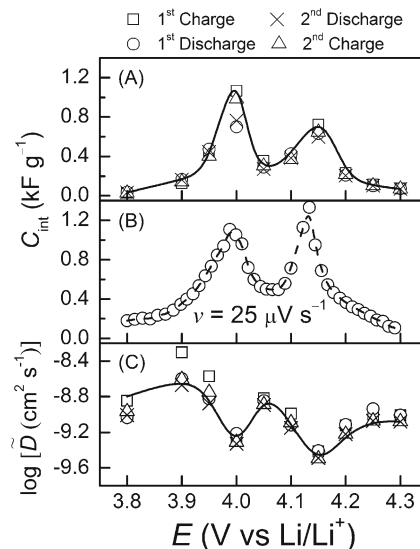 1st Charge 2nd Discharge
1st Discharge 2nd Charge
(A)
1.2
0.8
0.4
0.0
Cint (kF g−1)
(B)
1.2
0.8
0.4
0.0
ν = 25 μV s−1
(C)
-8.4
-8.8
-9.2
-9.6
log [D̃ (cm2 s−1)]
3.8 3.9 4.0 4.1 4.2 4.3
E (V vs Li/Li+)